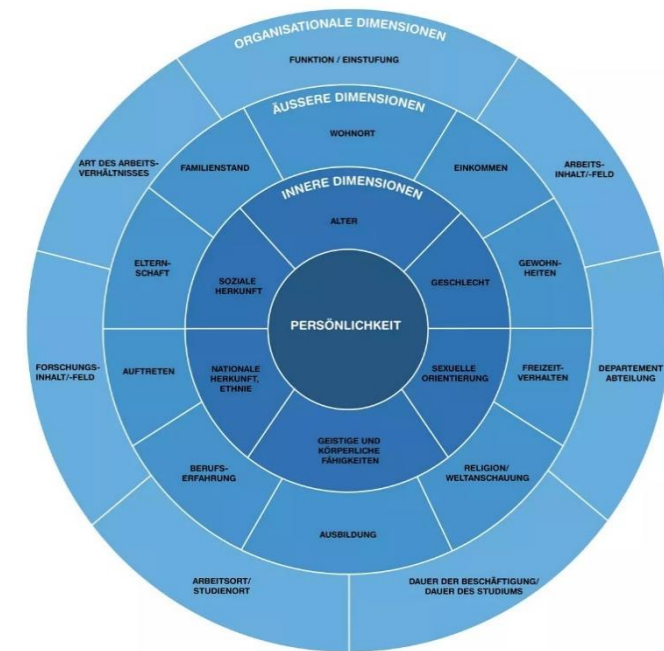 ORGANISATIONALE DIMENSIONEN
FUNKTION / EINSTUFUNG
ÄUSSERE DIMENSIONEN
WOHNORT
ART DES ARBEITS-
VERHÄLTNISSES
FAMILIENSTAND
EINKOMMEN
ARBEITS-
INHALT/-FELD
INNERE DIMENSIONEN
ALTER
ELTERN-
SCHAFT
SOZIALE
HERKUNFT
GESCHLECHT
GEWOHN-
HEITEN
PERSÖNLICHKEIT
FORSCHUNGS-
INHALT/-FELD
AUFTRETEN
NATIONALE
HERKUNFT,
ETHNIE
SEXUELLE
ORIENTIERUNG
FREIZEIT-
VERHALTEN
DEPARTEMENT
ABTEILUNG
GEISTIGE UND
KÖRPERLICHE
FÄHIGKEITEN
BERUFS-
ERFAHRUNG
RELIGION/
WELTANSCHAUUNG
AUSBILDUNG
ARBEITSORT/
STUDIENORT
DAUER DER BESCHÄFTIGUNG/
DAUER DES STUDIUMS